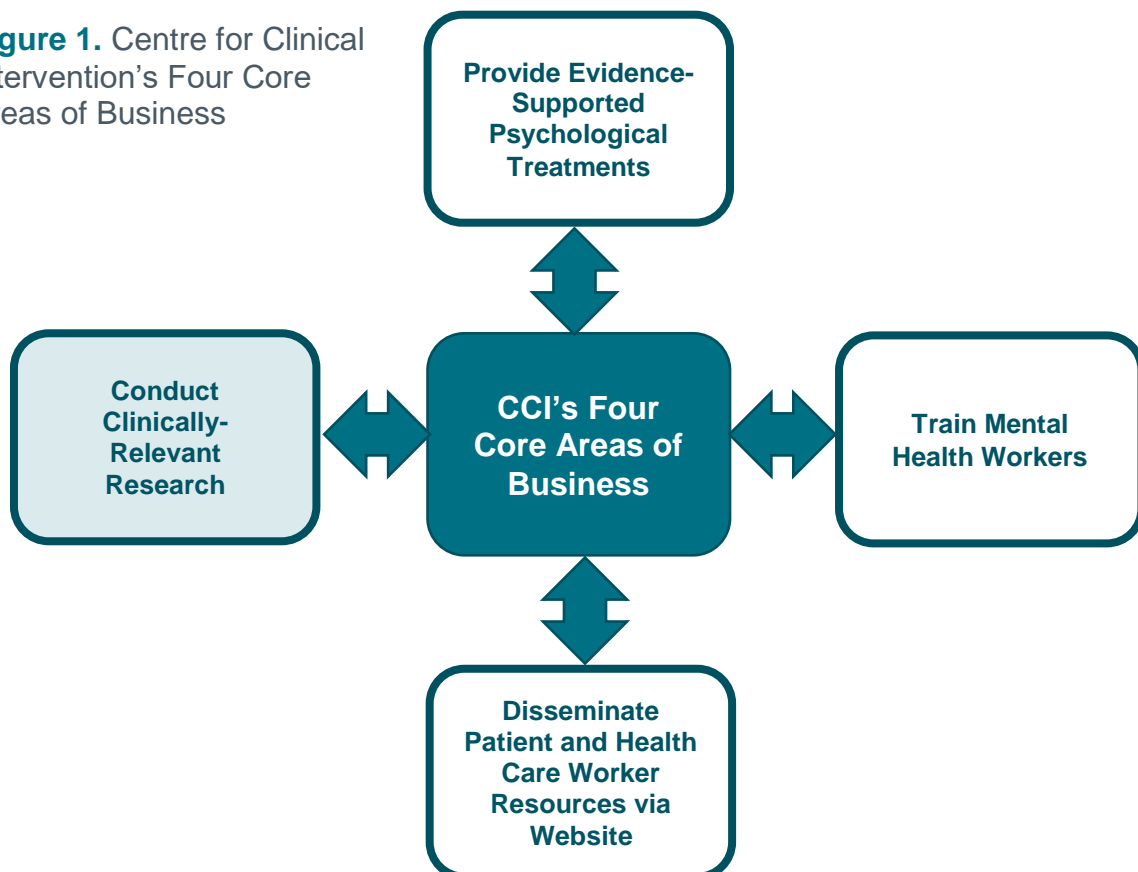 gure 1. Centre for Clinical
tervention's Four Core
reas of Business
Provide Evidence-
Supported
Psychological
Treatments
Conduct
Clinically-
Relevant
Research
CCI's Four
Core Areas of
Business
Train Mental
Health Workers
Disseminate
Patient and Health
Care Worker
Resources via
Website